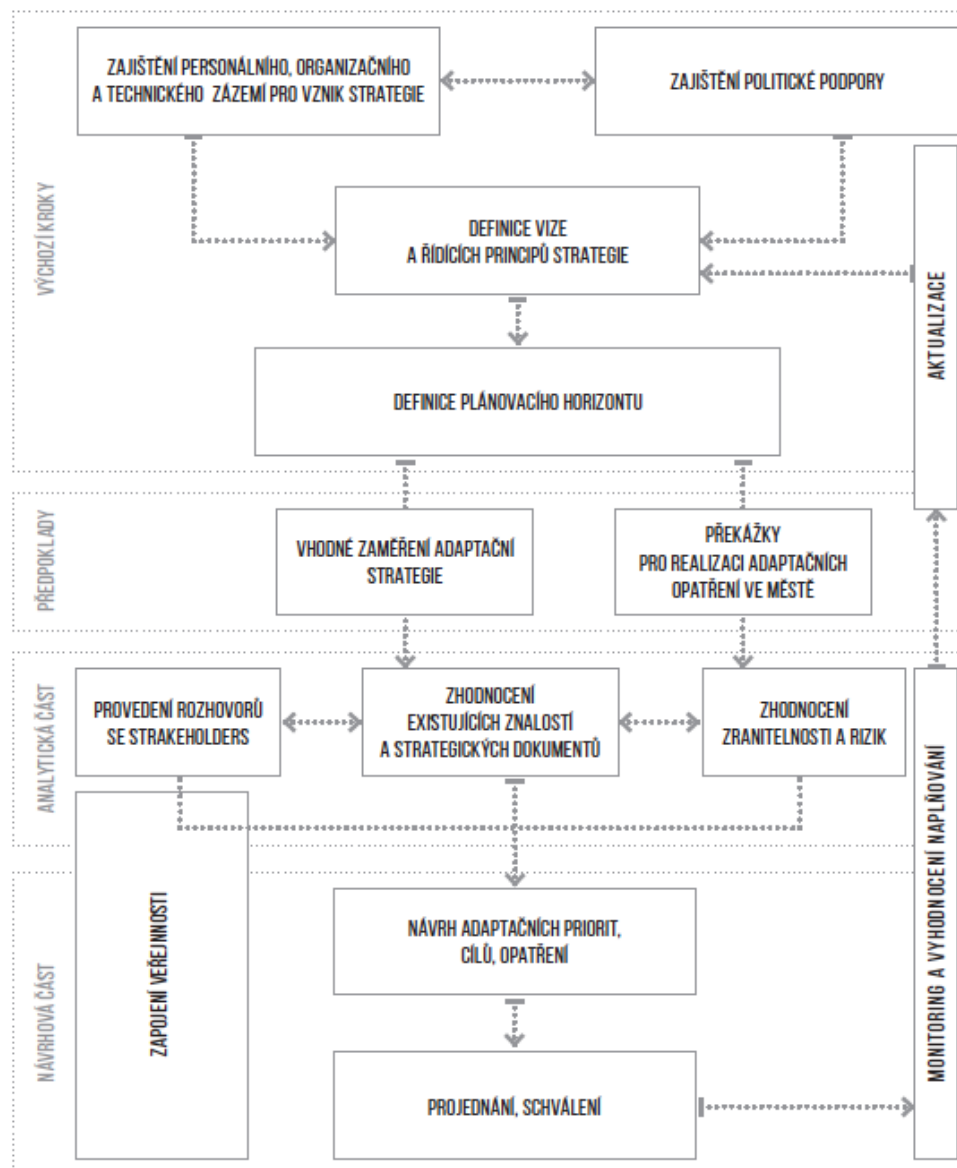 ZAJIŠTĚNÍ PERSONÁLNÍHO, ORGANIZAČNÍHO
A TECHNICKÉHO ZÁZEMÍ PRO VZNIK STRATEGIE
ZAJIŠTĚNÍ POLITICKÉ PODPORY
VÝCHOZÍ KROKY
DEFINICE VIZE
A ŘÍDÍCÍCH PRINCIPŮ STRATEGIE
AKTUALIZACE
DEFINICE PLÁNOVACÍHO HORIZONTU
PŘEDPOKLADY
VHODNÉ ZAMĚŘENÍ ADAPTAČNÍ
STRATEGIE
PŘEKÁŽKY
PRO REALIZACI ADAPTAČNÍCH
OPATŘENÍ VE MĚSTĚ
ANALYTICKÁ ČÁST
PROVEDENÍ ROZHOVORŮ
SE STRAKEHOLDERS
ZHODNOCENÍ
EXISTUJÍCÍCH ZNALOSTÍ
A STRATEGICKÝCH DOKUMENTŮ
ZHODNOCENÍ
ZRANITELNOSTI A RIZIK
MONITORING A VYHODNOCENÍ NAPLŇOVÁNÍ
NÁVRHOVÁ ČÁST
ZAPOJENÍ VEŘEJNNOSTI
NÁVRH ADAPTAČNÍCH PRIORIT,
CÍLŮ, OPATŘENÍ
PROJEDNÁNÍ, SCHVÁLENÍ